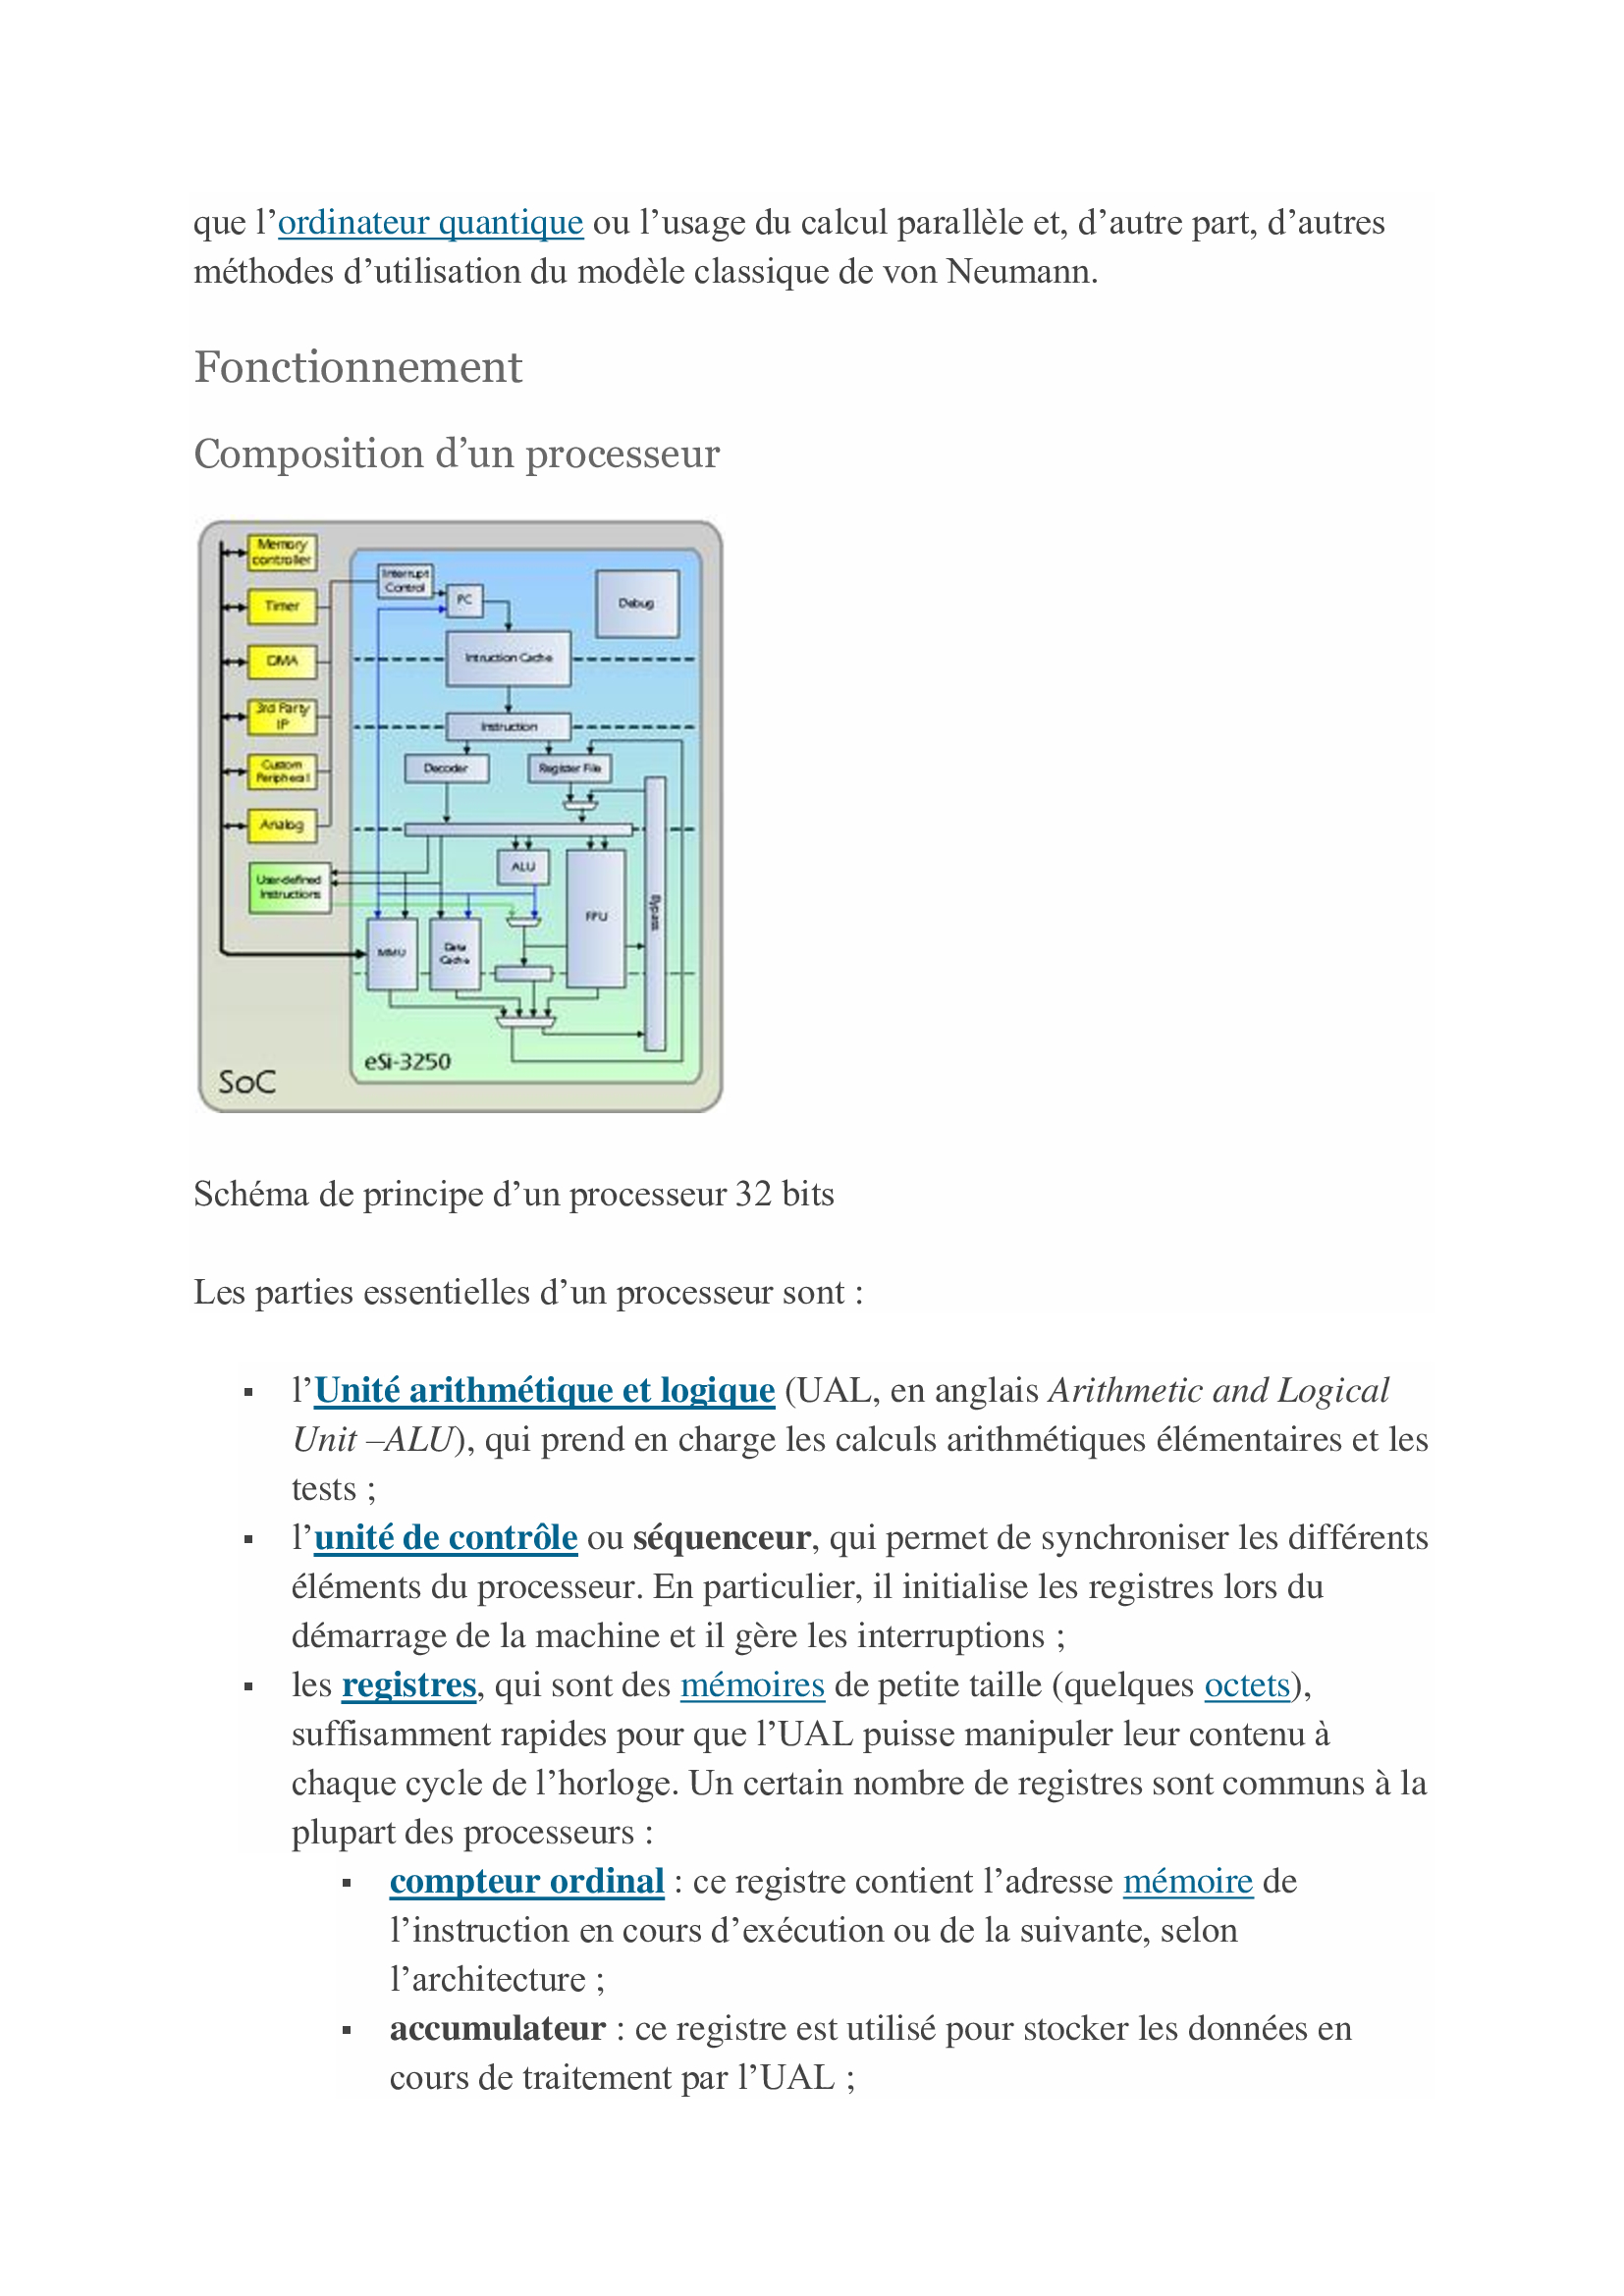 que l’ordinateur quantique ou l’usage du calcul parallèle et, d’autre part, d’autres
méthodes d’utilisation du modèle classique de von Neumann.
Fonctionnement
Composition d’un processeur
Memory
controller
Timer
DMA
3rd Party
IP
Custom
Peripheral
Analog
User-defined
Instructions
Interrupt
Control
PC
Debug
Intruction Cache
Instruction
Decoder
Register File
ALU
FPU
Bypass
MMU
Data
Cache
eSi-3250
SoC
Schéma de principe d’un processeur 32 bits
Les parties essentielles d’un processeur sont :
▪ l’Unité arithmétique et logique (UAL, en anglais Arithmetic and Logical
Unit –ALU), qui prend en charge les calculs arithmétiques élémentaires et les
tests ;
▪ l’unité de contrôle ou séquenceur, qui permet de synchroniser les différents
éléments du processeur. En particulier, il initialise les registres lors du
démarrage de la machine et il gère les interruptions ;
▪ les registres, qui sont des mémoires de petite taille (quelques octets),
suffisamment rapides pour que l’UAL puisse manipuler leur contenu à
chaque cycle de l’horloge. Un certain nombre de registres sont communs à la
plupart des processeurs :
▪ compteur ordinal : ce registre contient l’adresse mémoire de
l’instruction en cours d’exécution ou de la suivante, selon
l’architecture ;
▪ accumulateur : ce registre est utilisé pour stocker les données en
cours de traitement par l’UAL ;